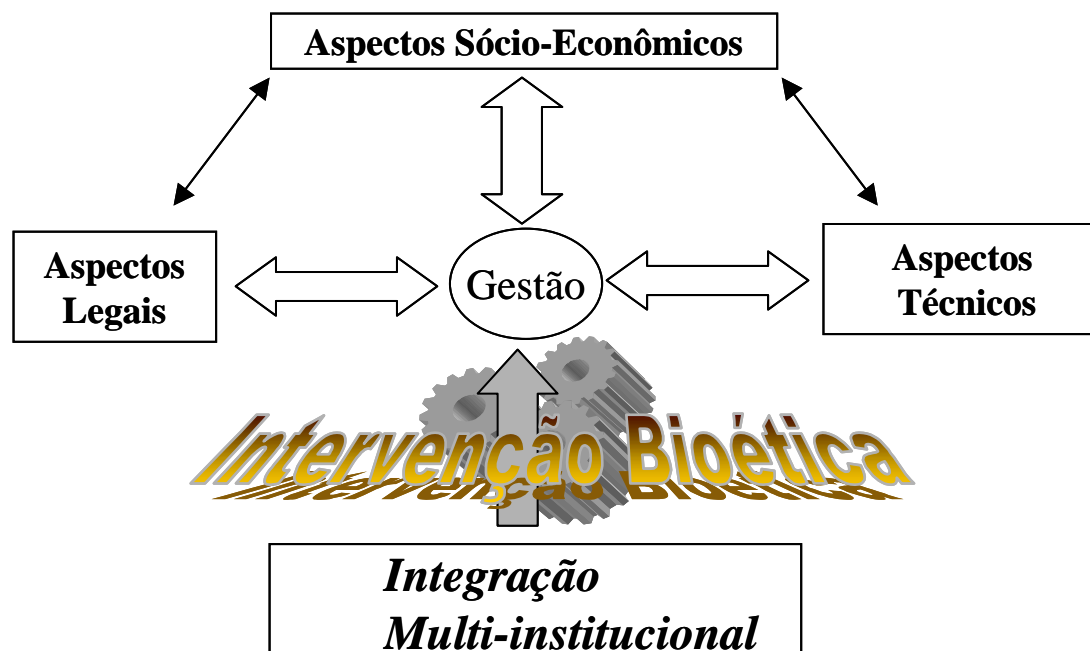 Aspectos Sócio-Econômicos
Aspectos
Legais
Gestão
Aspectos
Técnicos
Intervenção Bioética
Integração
Multi-institucional